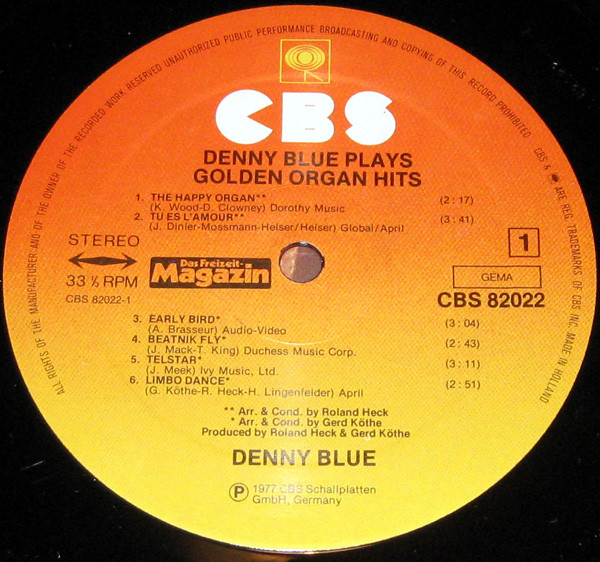 ALL RIGHTS OF THE MANUFACTURER AND OF THE OWNER OF THE RECORDED WORK RESERVED UNAUTHORIZED PUBLIC PERFORMANCE BROADCASTING AND COPYING OF THIS RECORD PROHIBITED
CBS & ARE REG. TRADEMARKS OF CBS INC. MADE IN HOLLAND
CBS
DENNY BLUE PLAYS
GOLDEN ORGAN HITS
1. THE HAPPY ORGAN** (2:17)
(K. Wood-D. Clowney) Dorothy Music
2. TU ES L'AMOUR** (3:41)
(J. Dinier-Mossmann-Heiser/Heiser) Global/April
STEREO
33 ⅓ RPM
CBS 82022-1
Das Freizeit-
Magazin
1
GEMA
CBS 82022
3. EARLY BIRD* (3:04)
(A. Brasseur) Audio-Video
4. BEATNIK FLY* (2:43)
(J. Mack-T. King) Duchess Music Corp.
5. TELSTAR* (3:11)
(J. Meek) Ivy Music, Ltd.
6. LIMBO DANCE* (2:51)
(G. Köthe-R. Heck-H. Lingenfelder) April
** Arr. & Cond. by Roland Heck
* Arr. & Cond. by Gerd Köthe
Produced by Roland Heck & Gerd Köthe
DENNY BLUE
℗ 1977 CBS Schallplatten
GmbH, Germany